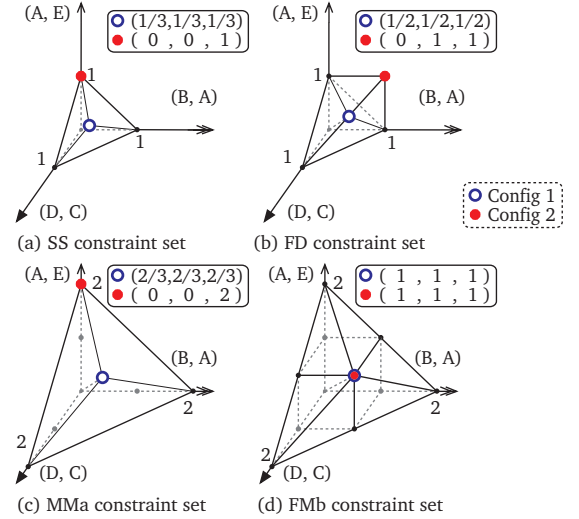 (A, E)
(1/3,1/3,1/3)
( 0 , 0 , 1 )
1
(B, A)
1
1
(D, C)
(a) SS constraint set
(A, E)
(1/2,1/2,1/2)
( 0 , 1 , 1 )
1
(B, A)
1
1
(D, C)
(b) FD constraint set
Config 1
Config 2
(A, E)
(2/3,2/3,2/3)
( 0 , 0 , 2 )
2
(B, A)
2
2
(D, C)
(c) MMa constraint set
(A, E)
( 1 , 1 , 1 )
( 1 , 1 , 1 )
2
(B, A)
2
2
(D, C)
(d) FMb constraint set